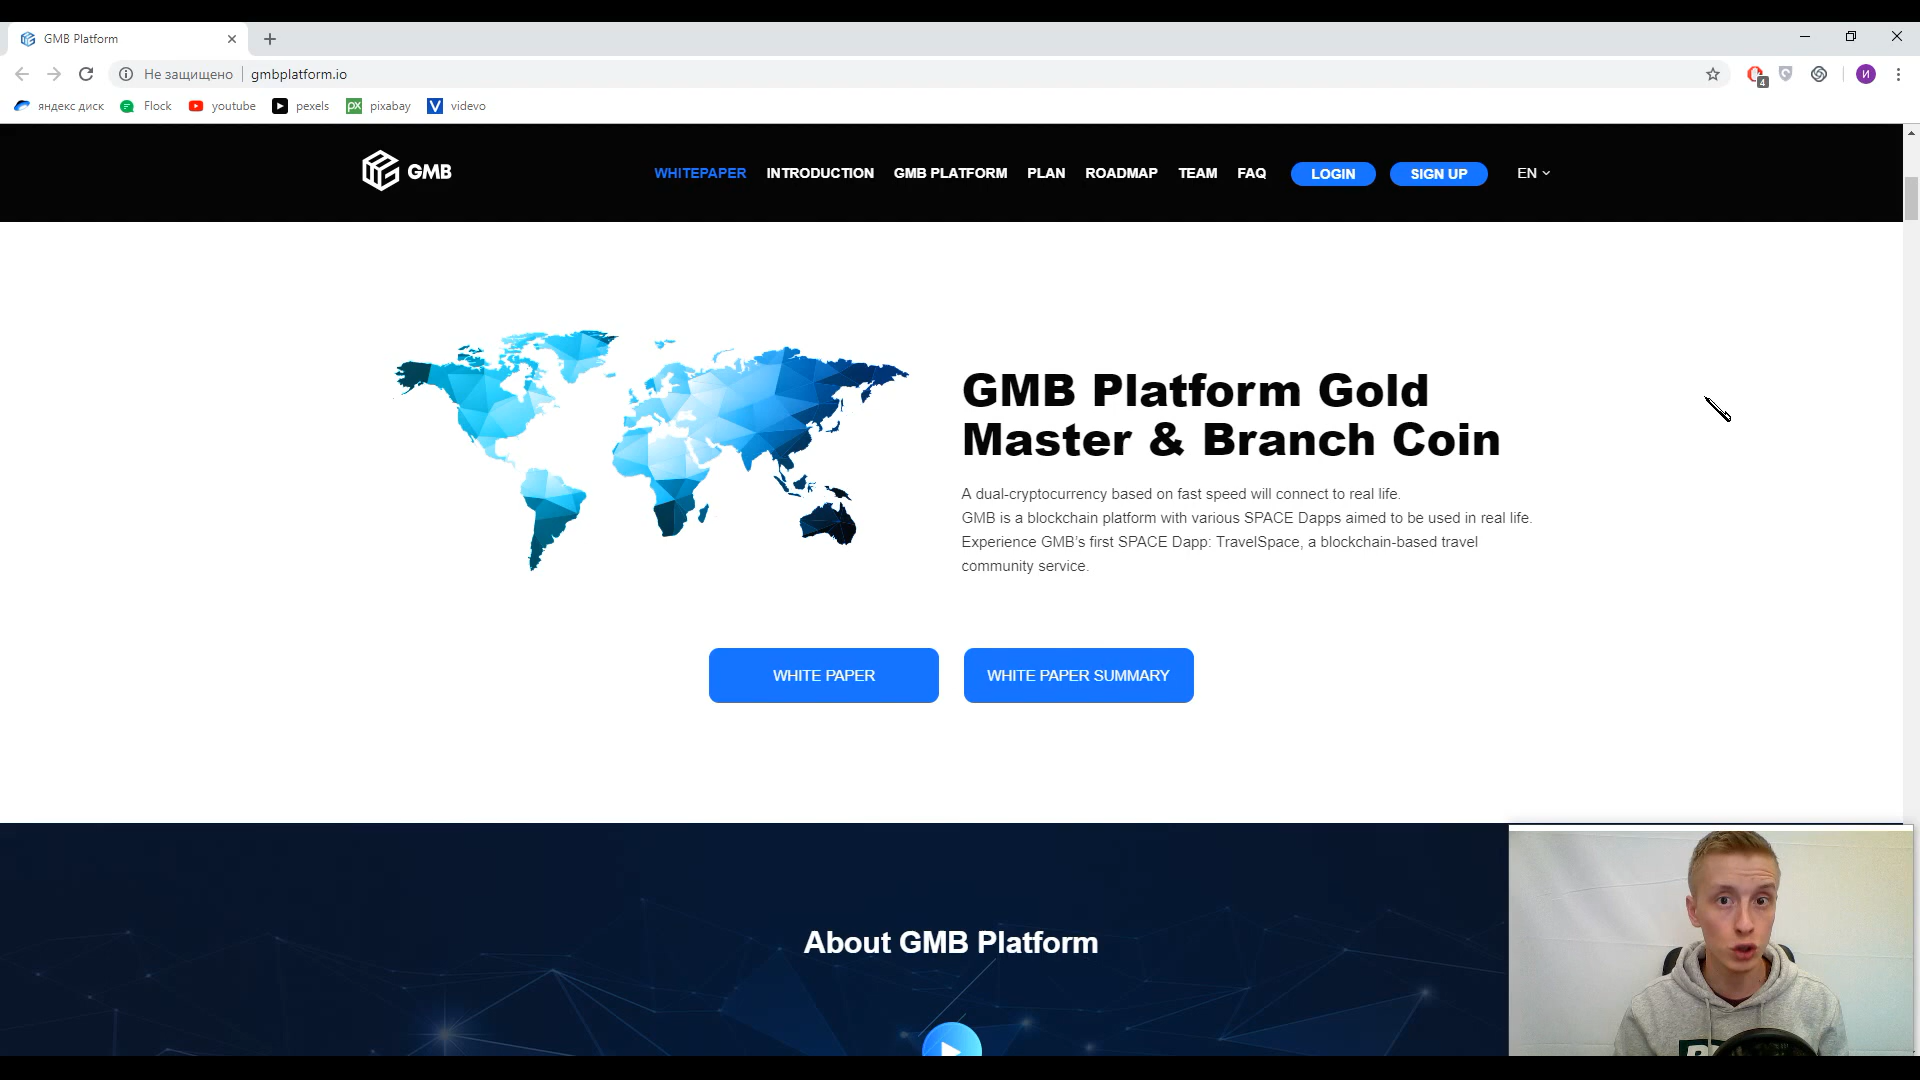 GMB Platform
Не защищено
gmbplatform.io
4
И
яндекс диск
Flock
youtube
pexels
px
pixabay
V
videvo
GMB
WHITEPAPER
INTRODUCTION
GMB PLATFORM
PLAN
ROADMAP
TEAM
FAQ
LOGIN
SIGN UP
EN
GMB Platform Gold
Master & Branch Coin
A dual-cryptocurrency based on fast speed will connect to real life.
GMB is a blockchain platform with various SPACE Dapps aimed to be used in real life.
Experience GMB's first SPACE Dapp: TravelSpace, a blockchain-based travel
community service.
WHITE PAPER
WHITE PAPER SUMMARY
About GMB Platform